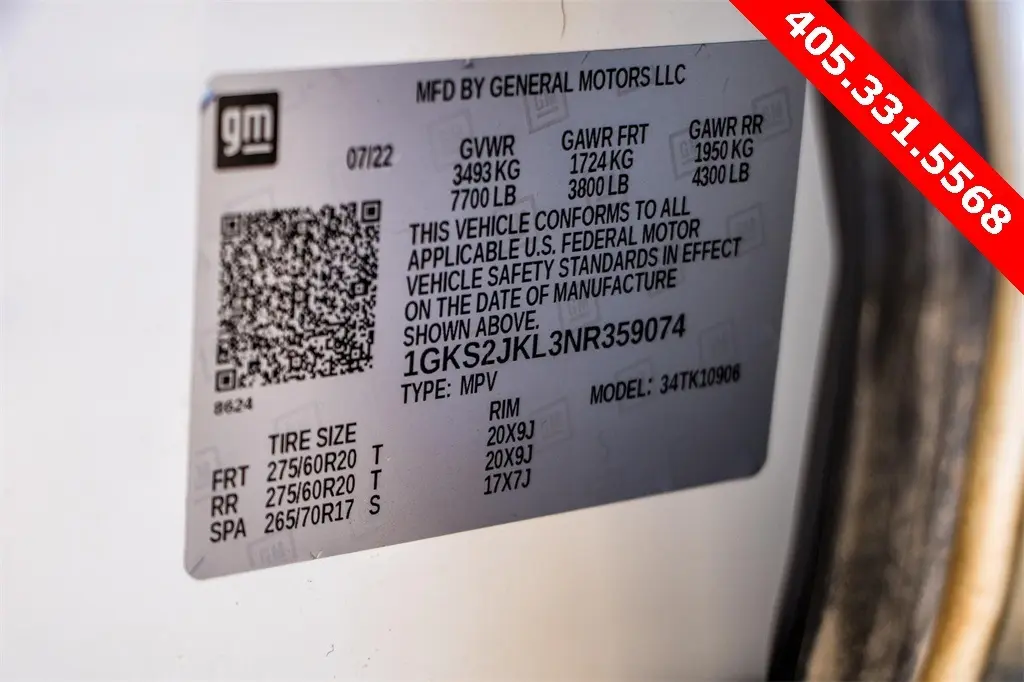 405.331.5568
gm
MFD BY GENERAL MOTORS LLC
07/22
GVWR
3493 KG
7700 LB
GAWR FRT
1724 KG
3800 LB
GAWR RR
1950 KG
4300 LB
THIS VEHICLE CONFORMS TO ALL
APPLICABLE U.S. FEDERAL MOTOR
VEHICLE SAFETY STANDARDS IN EFFECT
ON THE DATE OF MANUFACTURE
SHOWN ABOVE.
1GKS2JKL3NR359074
TYPE: MPV MODEL: 34TK10906
8624
TIRE SIZE RIM
FRT 275/60R20 T 20X9J
RR 275/60R20 T 20X9J
SPA 265/70R17 S 17X7J